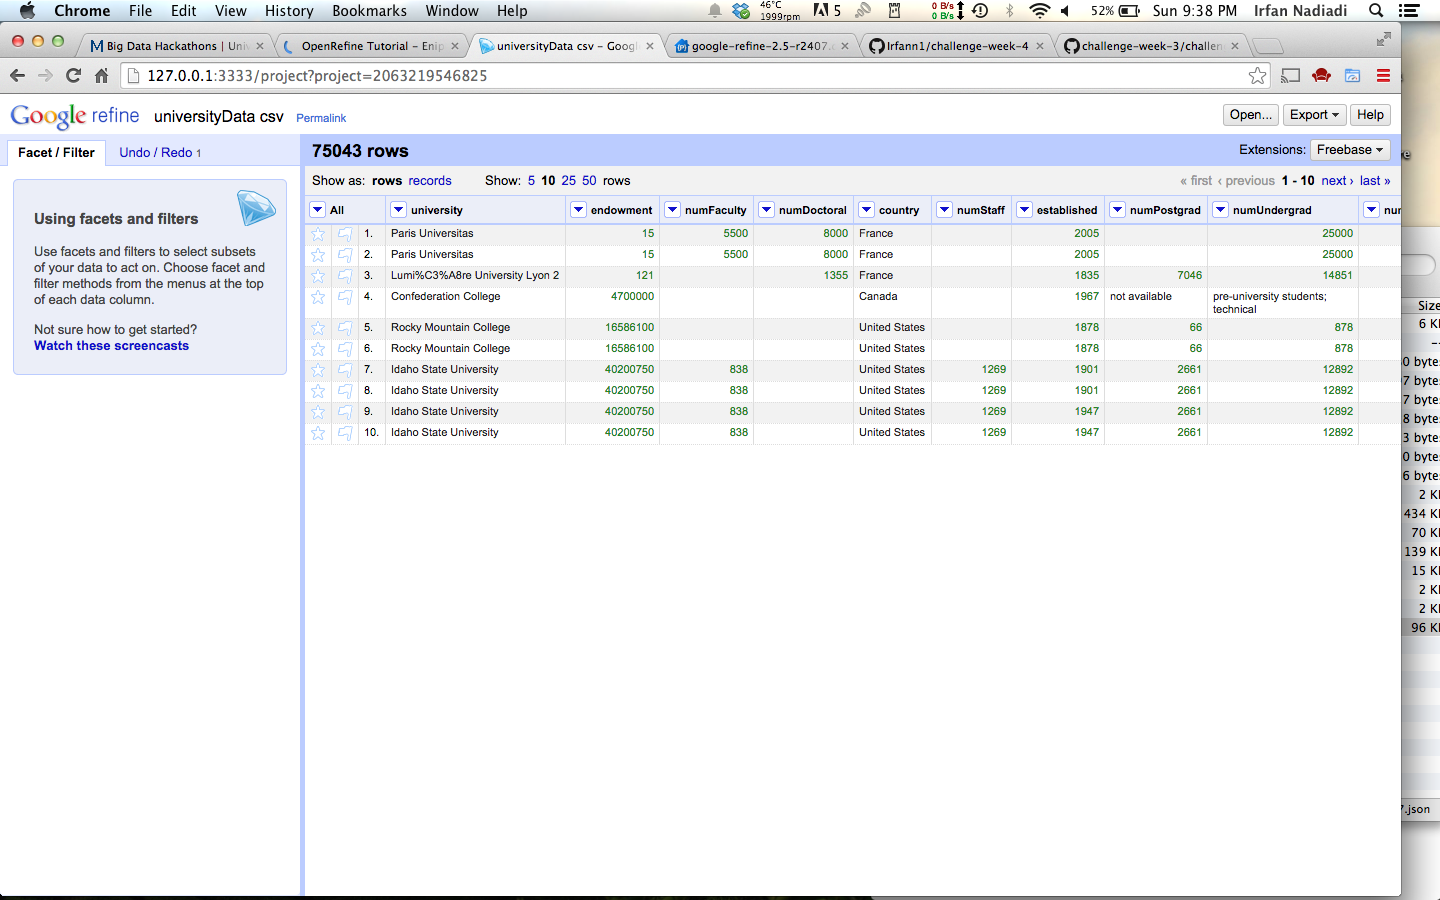 Chrome File Edit View History Bookmarks Window Help 46°C 1999rpm 5 0 B/s 0 B/s 52% Sun 9:38 PM Irfan Nadiadi
Big Data Hackathons | Uni
OpenRefine Tutorial – Enip
universityData csv – Googl
google-refine-2.5-r2407.
Irfann1/challenge-week-4
challenge-week-3/challen
127.0.0.1:3333/project?project=2063219546825
Google refine universityData csv Permalink Open... Export Help
Facet / Filter Undo / Redo 1
75043 rows Extensions: Freebase
Show as: rows records Show: 5 10 25 50 rows « first ‹ previous 1 - 10 next › last »
Using facets and filters
Use facets and filters to select subsets
of your data to act on. Choose facet and
filter methods from the menus at the top
of each data column.
Not sure how to get started?
Watch these screencasts
All university endowment numFaculty numDoctoral country numStaff established numPostgrad numUndergrad nur
1. Paris Universitas 15 5500 8000 France 2005 25000
2. Paris Universitas 15 5500 8000 France 2005 25000
3. Lumi%C3%A8re University Lyon 2 121 1355 France 1835 7046 14851
4. Confederation College 4700000 Canada 1967 not available pre-university students;
technical
5. Rocky Mountain College 16586100 United States 1878 66 878
6. Rocky Mountain College 16586100 United States 1878 66 878
7. Idaho State University 40200750 838 United States 1269 1901 2661 12892
8. Idaho State University 40200750 838 United States 1269 1901 2661 12892
9. Idaho State University 40200750 838 United States 1269 1947 2661 12892
10. Idaho State University 40200750 838 United States 1269 1947 2661 12892
Size
6 K
--
0 byte
7 byte
7 byte
8 byte
3 byte
0 byte
6 byte
2 K
434 K
70 K
139 K
15 K
2 K
2 K
96 K
7.json